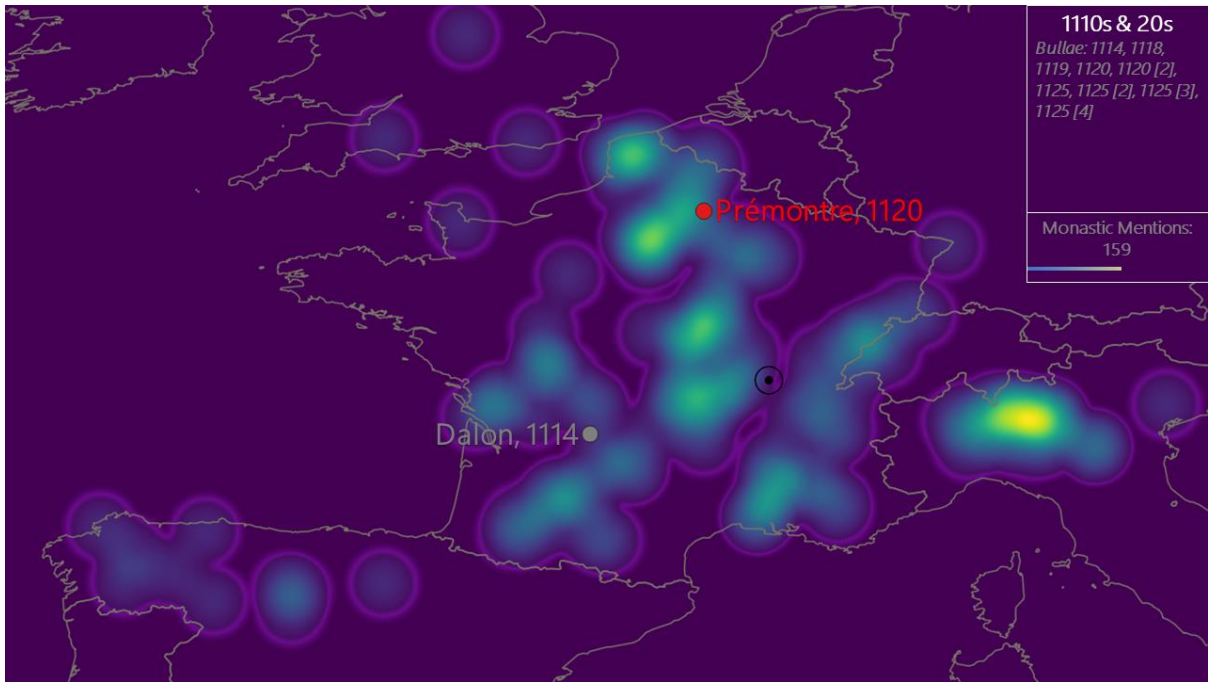 1110s & 20s
Bullae: 1114, 1118,
1119, 1120, 1120 [2],
1125, 1125 [2], 1125 [3],
1125 [4]
Prémontre, 1120
Monastic Mentions:
159
Dalon, 1114